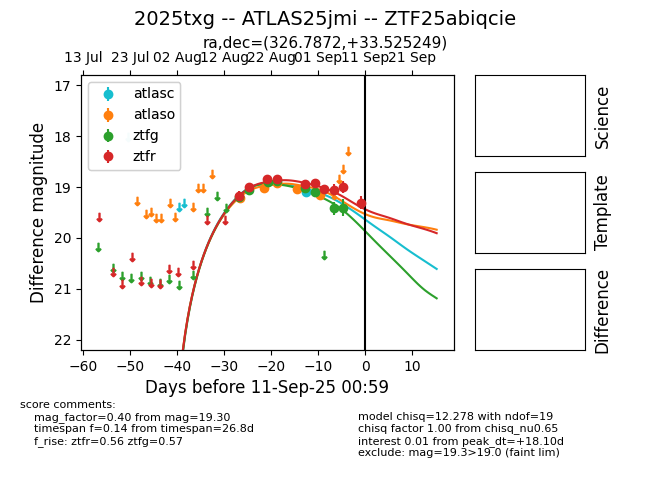 2025txg -- ATLAS25jmi -- ZTF25abiqcie
ra,dec=(326.7872,+33.525249)
13 Jul 23 Jul 02 Aug 12 Aug 22 Aug 01 Sep 11 Sep 21 Sep
atlasc
atlaso
ztfg
ztfr
17
18
19
20
21
22
Difference magnitude
−60 −50 −40 −30 −20 −10 0 10
Days before 11-Sep-25 00:59
Science
Template
Difference
score comments:
mag_factor=0.40 from mag=19.30
timespan f=0.14 from timespan=26.8d
f_rise: ztfr=0.56 ztfg=0.57
model chisq=12.278 with ndof=19
chisq factor 1.00 from chisq_nu0.65
interest 0.01 from peak_dt=+18.10d
exclude: mag=19.3>19.0 (faint lim)